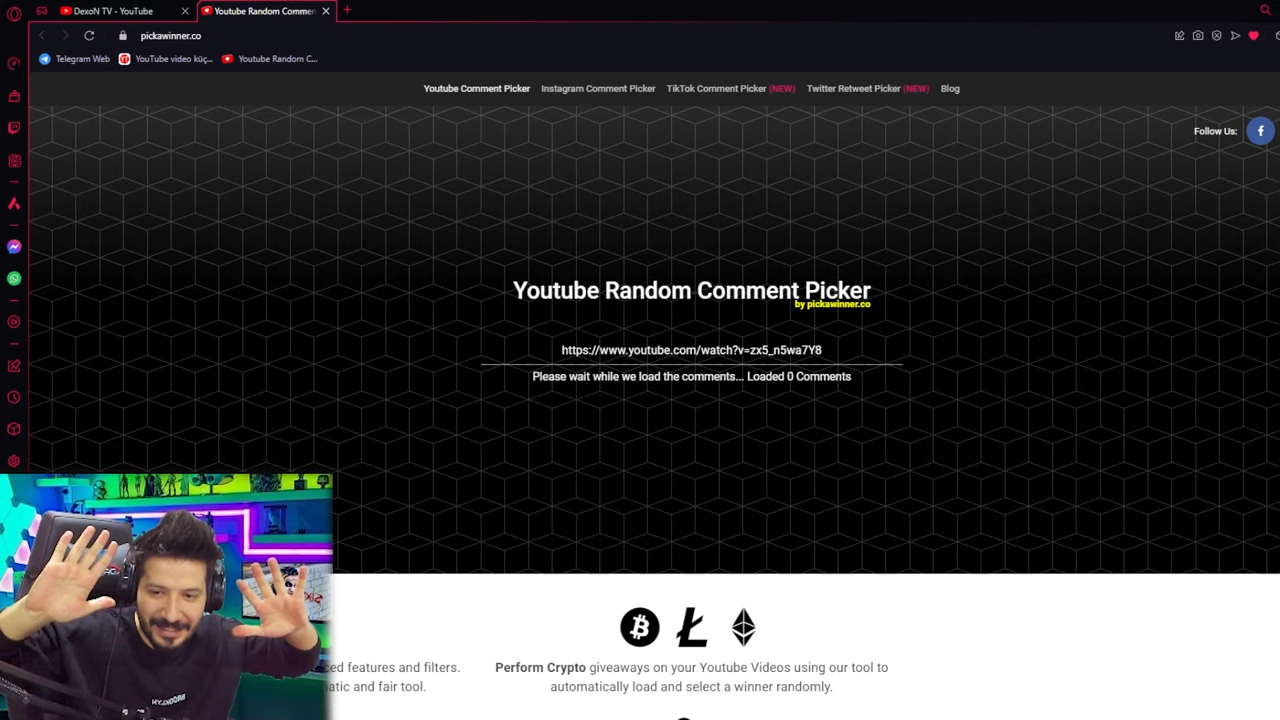 DexoN TV - YouTube
Youtube Random Commen
pickawinner.co
Telegram Web
YouTube video küç...
Youtube Random C...
Youtube Comment Picker
Instagram Comment Picker
TikTok Comment Picker (NEW)
Twitter Retweet Picker (NEW)
Blog
Follow Us:
Youtube Random Comment Picker
by pickawinner.co
https://www.youtube.com/watch?v=zx5_n5wa7Y8
Please wait while we load the comments... Loaded 0 Comments
ced features and filters.
atic and fair tool.
Perform Crypto giveaways on your Youtube Videos using our tool to
automatically load and select a winner randomly.